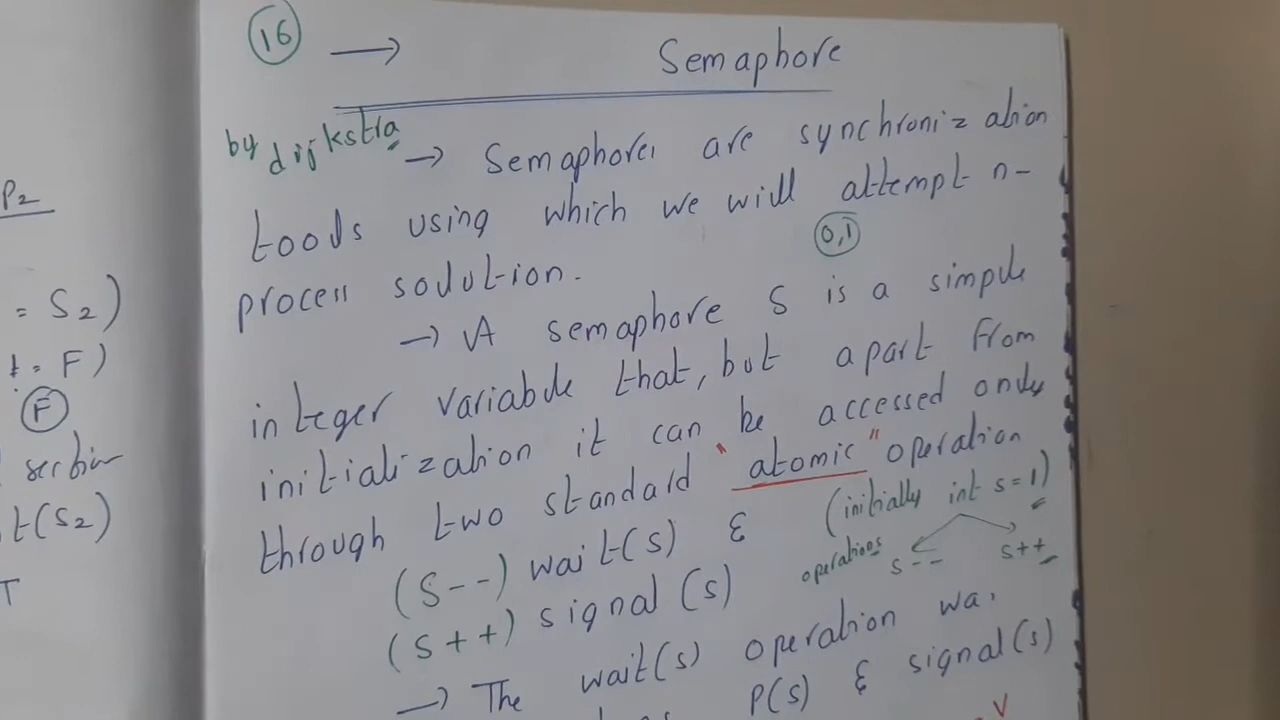 16 → Semaphore
by dijkstra → Semaphores are synchronization
tools using which we will attempt n-
process solution.
0,1
→ A semaphore S is a simple
integer variable that, but apart from
initialization it can be accessed only
through two standard "atomic" operation
(S--) wait(s) & (initially int s=1)
operations s-- s++
(S++) signal (s)
→ The wait(s) operation wa
P(s) & signal(s)
V
P2
= S2)
t = F)
F
section
t(S2)
T